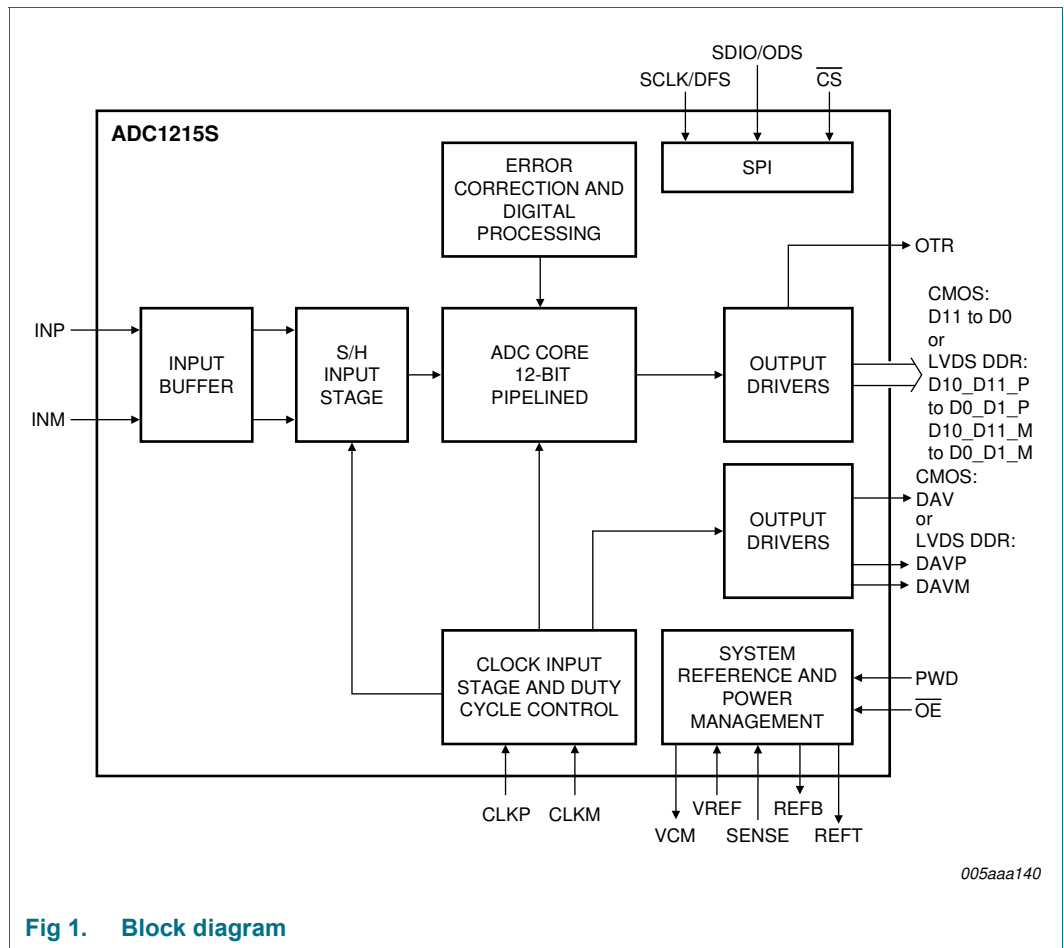 SDIO/ODS
SCLK/DFS
CS
ADC1215S
ERROR
CORRECTION AND
DIGITAL
PROCESSING
SPI
OTR
CMOS:
D11 to D0
or
LVDS DDR:
D10_D11_P
to D0_D1_P
D10_D11_M
to D0_D1_M
INP
INM
INPUT
BUFFER
S/H
INPUT
STAGE
ADC CORE
12-BIT
PIPELINED
OUTPUT
DRIVERS
CMOS:
DAV
or
LVDS DDR:
DAVP
DAVM
OUTPUT
DRIVERS
CLOCK INPUT
STAGE AND DUTY
CYCLE CONTROL
SYSTEM
REFERENCE AND
POWER
MANAGEMENT
PWD
OE
CLKP
CLKM
VCM
VREF
SENSE
REFB
REFT
005aaa140
Fig 1. Block diagram